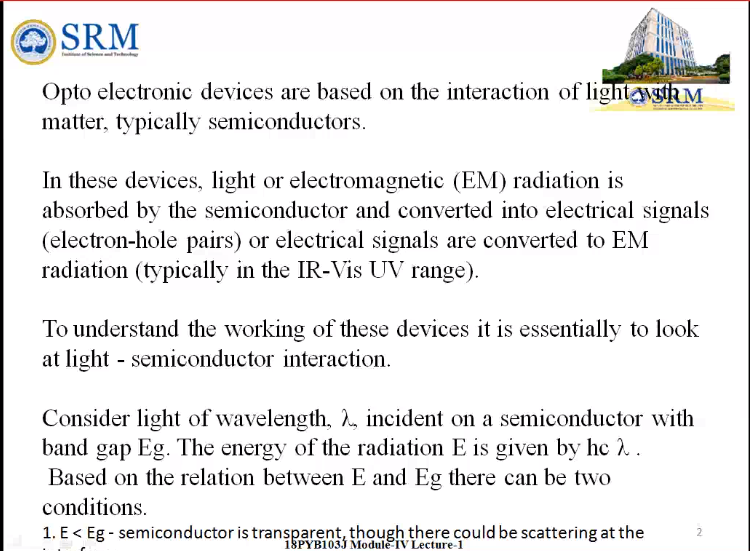 SRM
Institute of Science and Technology
Opto electronic devices are based on the interaction of light with
SRM
matter, typically semiconductors.
In these devices, light or electromagnetic (EM) radiation is
absorbed by the semiconductor and converted into electrical signals
(electron-hole pairs) or electrical signals are converted to EM
radiation (typically in the IR-Vis UV range).
To understand the working of these devices it is essentially to look
at light - semiconductor interaction.
Consider light of wavelength, λ, incident on a semiconductor with
band gap Eg. The energy of the radiation E is given by hc λ .
Based on the relation between E and Eg there can be two
conditions.
1. E < Eg - semiconductor is transparent, though there could be scattering at the
2
18PYB103J Module-IV Lecture-1